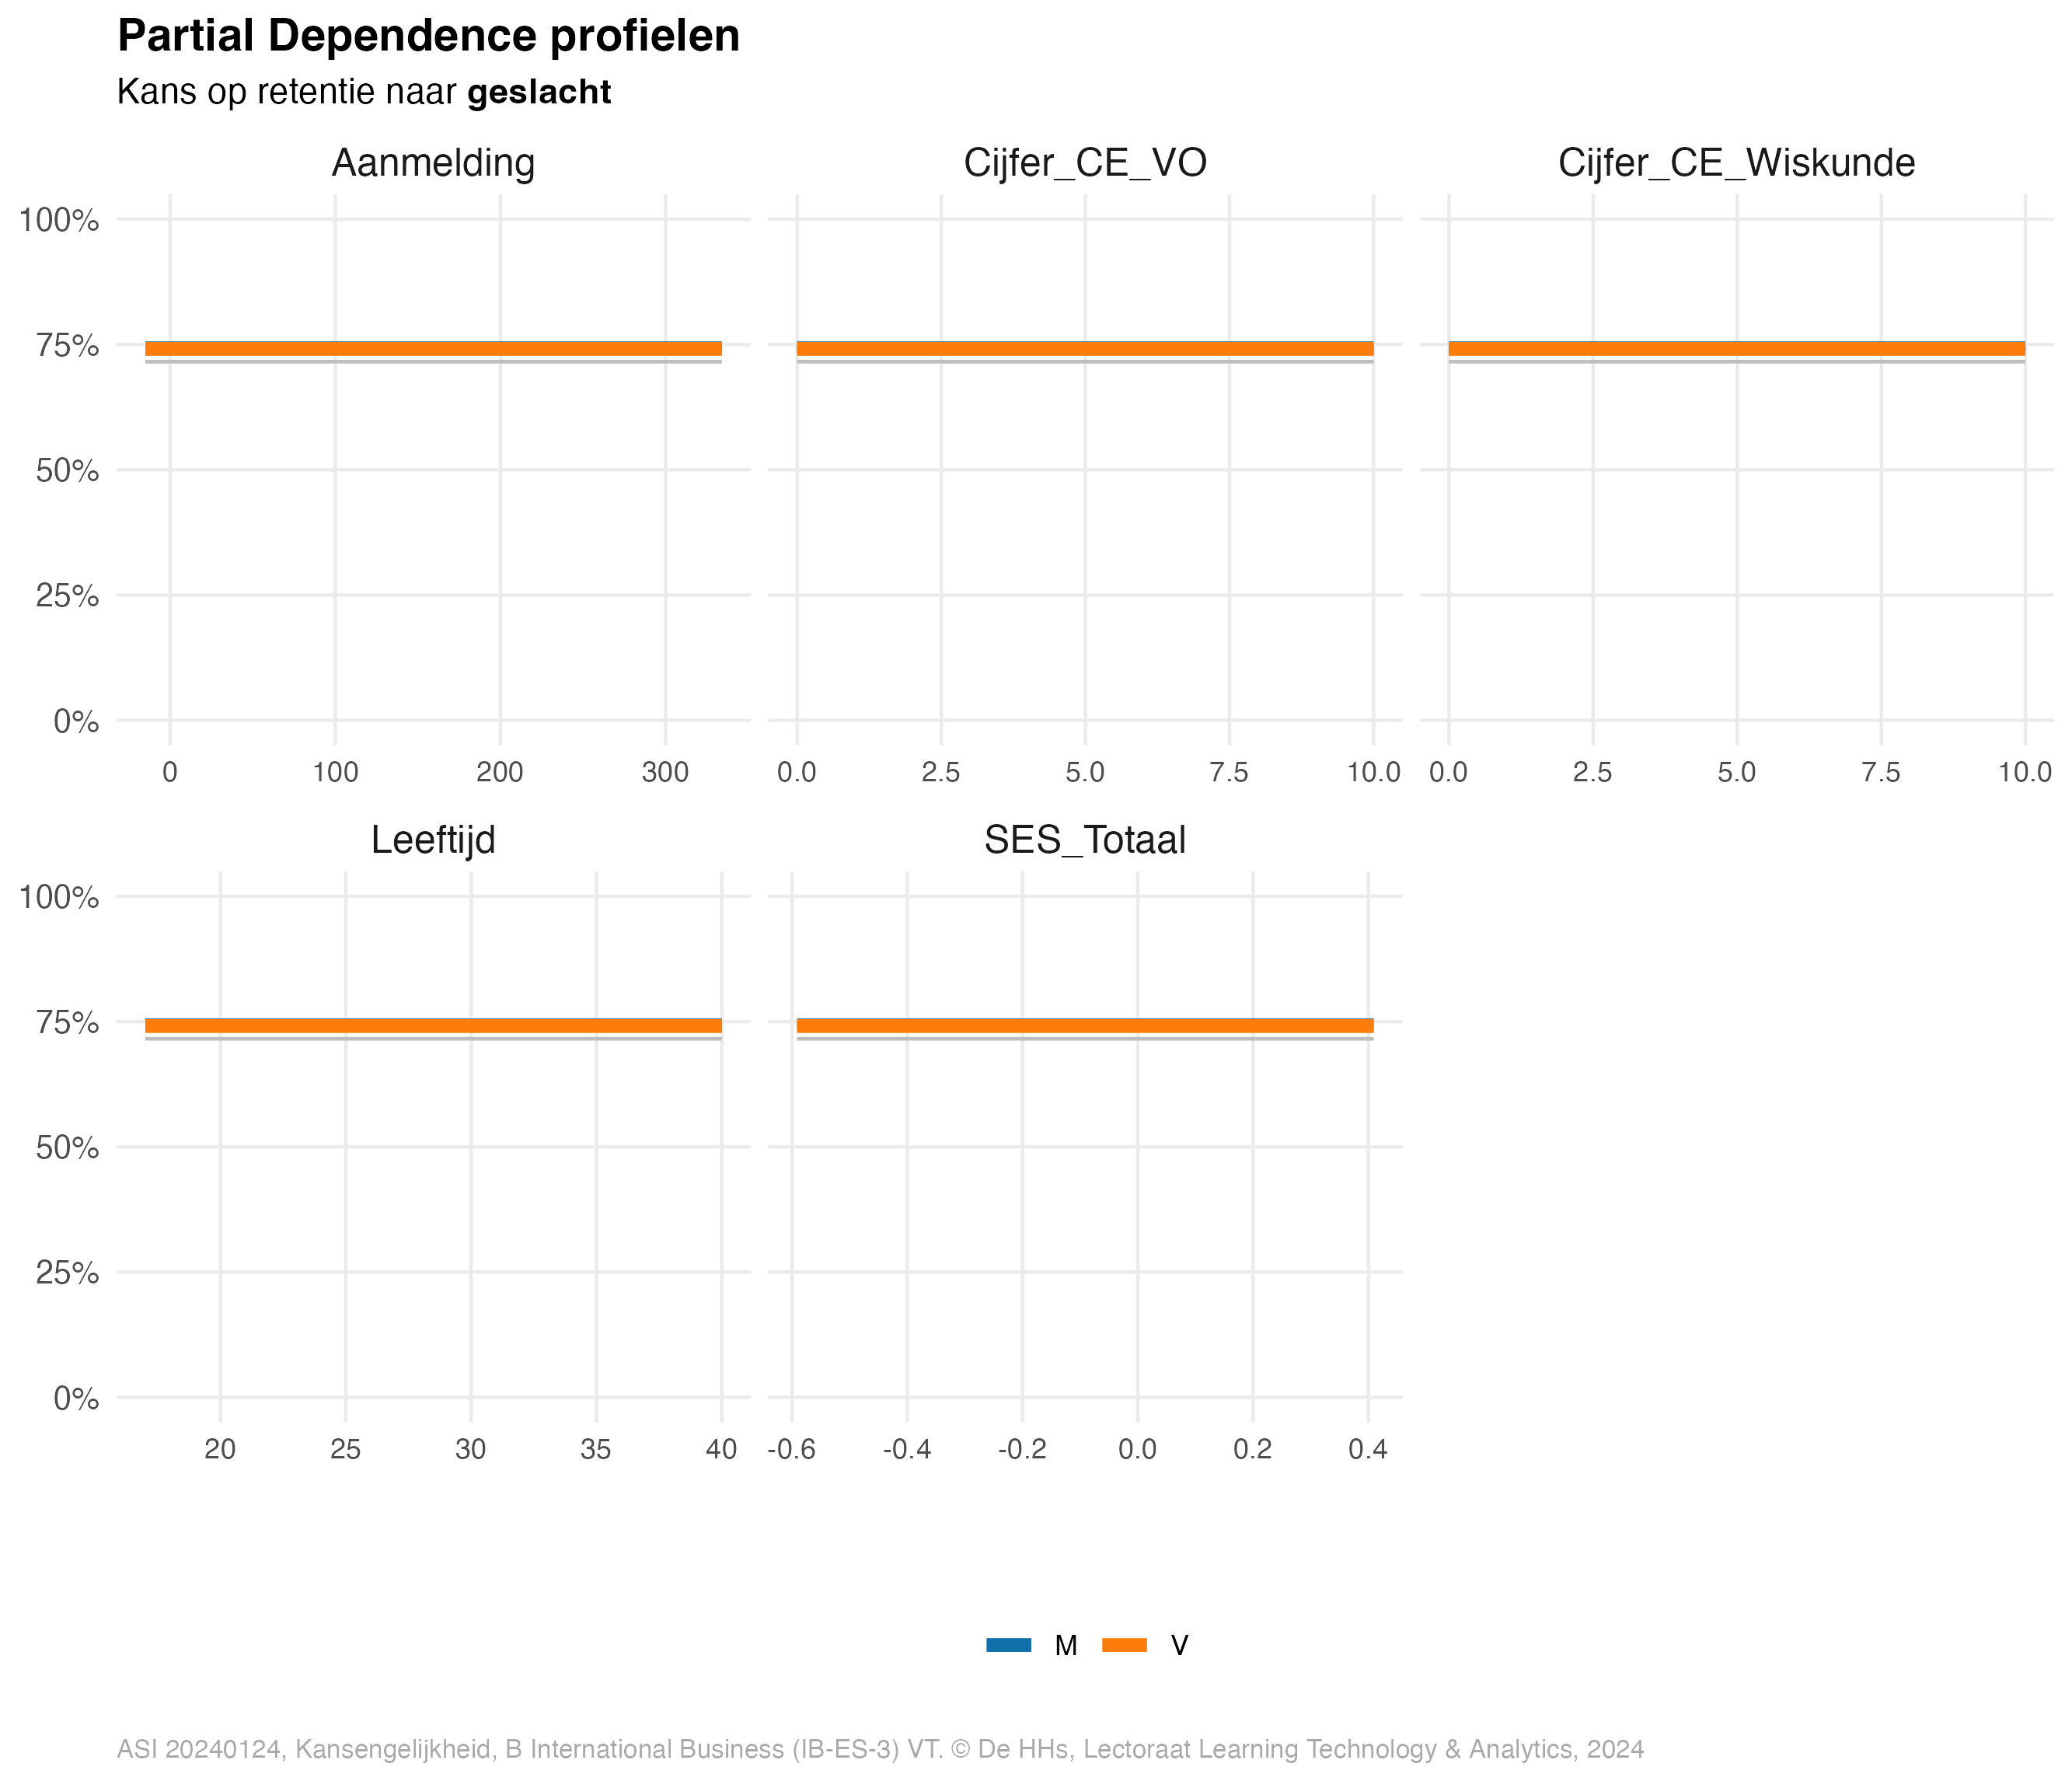 Partial Dependence profielen
Kans op retentie naar geslacht
Aanmelding Cijfer_CE_VO Cijfer_CE_Wiskunde
100%
75%
50%
25%
0%
0 100 200 300 0.0 2.5 5.0 7.5 10.0 0.0 2.5 5.0 7.5 10.0
Leeftijd SES_Totaal
100%
75%
50%
25%
0%
20 25 30 35 40 -0.6 -0.4 -0.2 0.0 0.2 0.4
M V
ASI 20240124, Kansengelijkheid, B International Business (IB-ES-3) VT. © De HHs, Lectoraat Learning Technology & Analytics, 2024